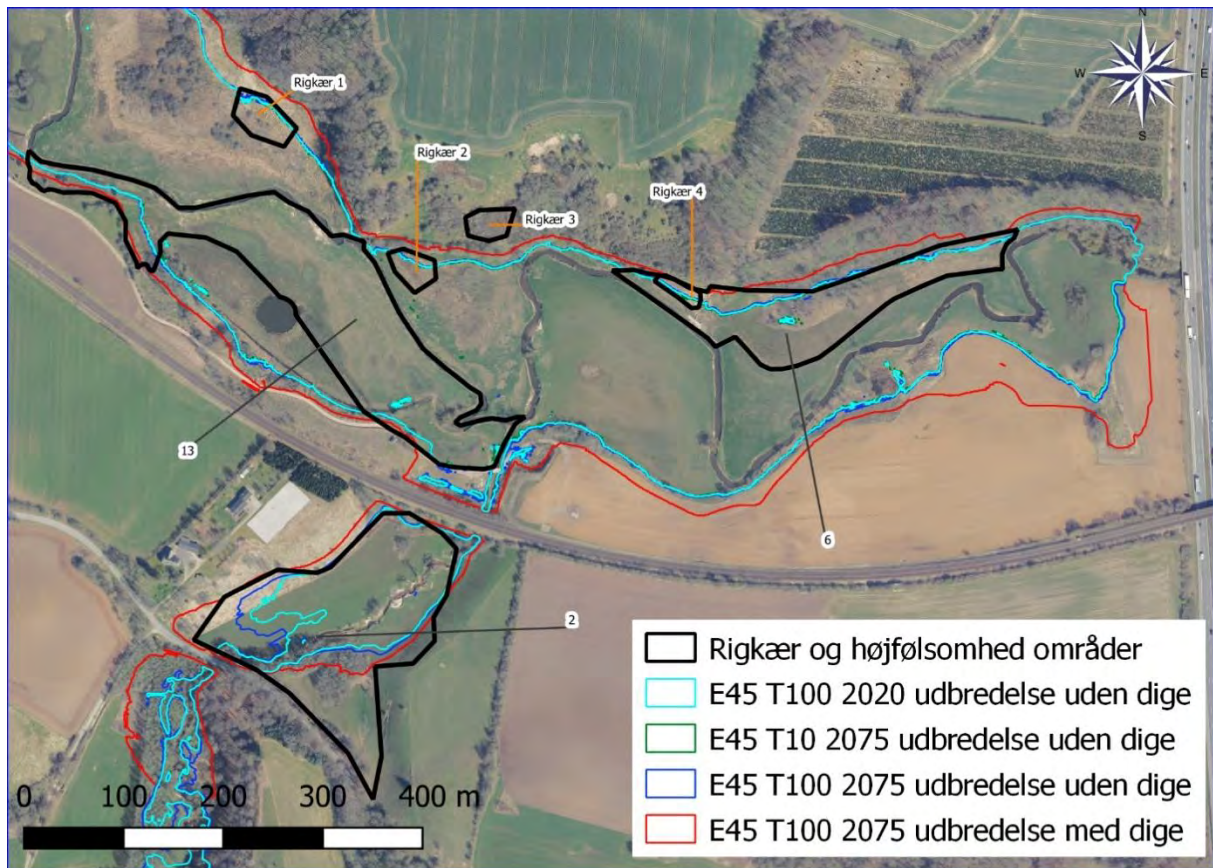 N
W
E
S
Rigkær 1
Rigkær 2
Rigkær 3
Rigkær 4
13
6
2
Rigkær og højfølsomhed områder
E45 T100 2020 udbredelse uden dige
E45 T10 2075 udbredelse uden dige
E45 T100 2075 udbredelse uden dige
E45 T100 2075 udbredelse med dige
0 100 200 300 400 m